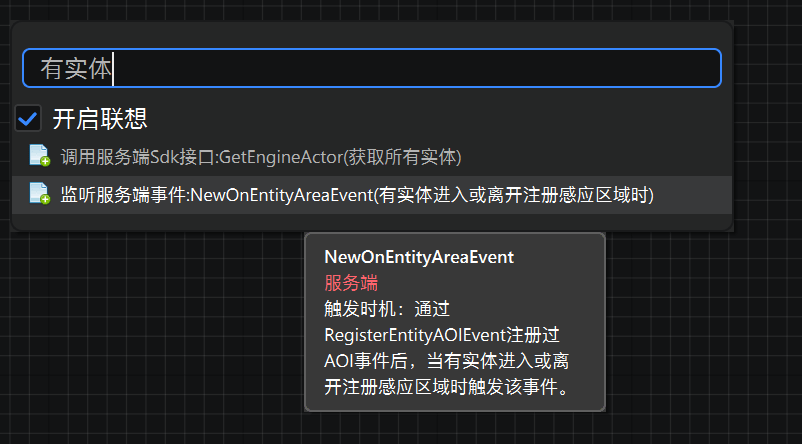 有实体
开启联想
调用服务端Sdk接口:GetEngineActor(获取所有实体)
监听服务端事件:NewOnEntityAreaEvent(有实体进入或离开注册感应区域时)
NewOnEntityAreaEvent
服务端
触发时机：通过
RegisterEntityAOIEvent注册过
AOI事件后，当有实体进入或离
开注册感应区域时触发该事件。